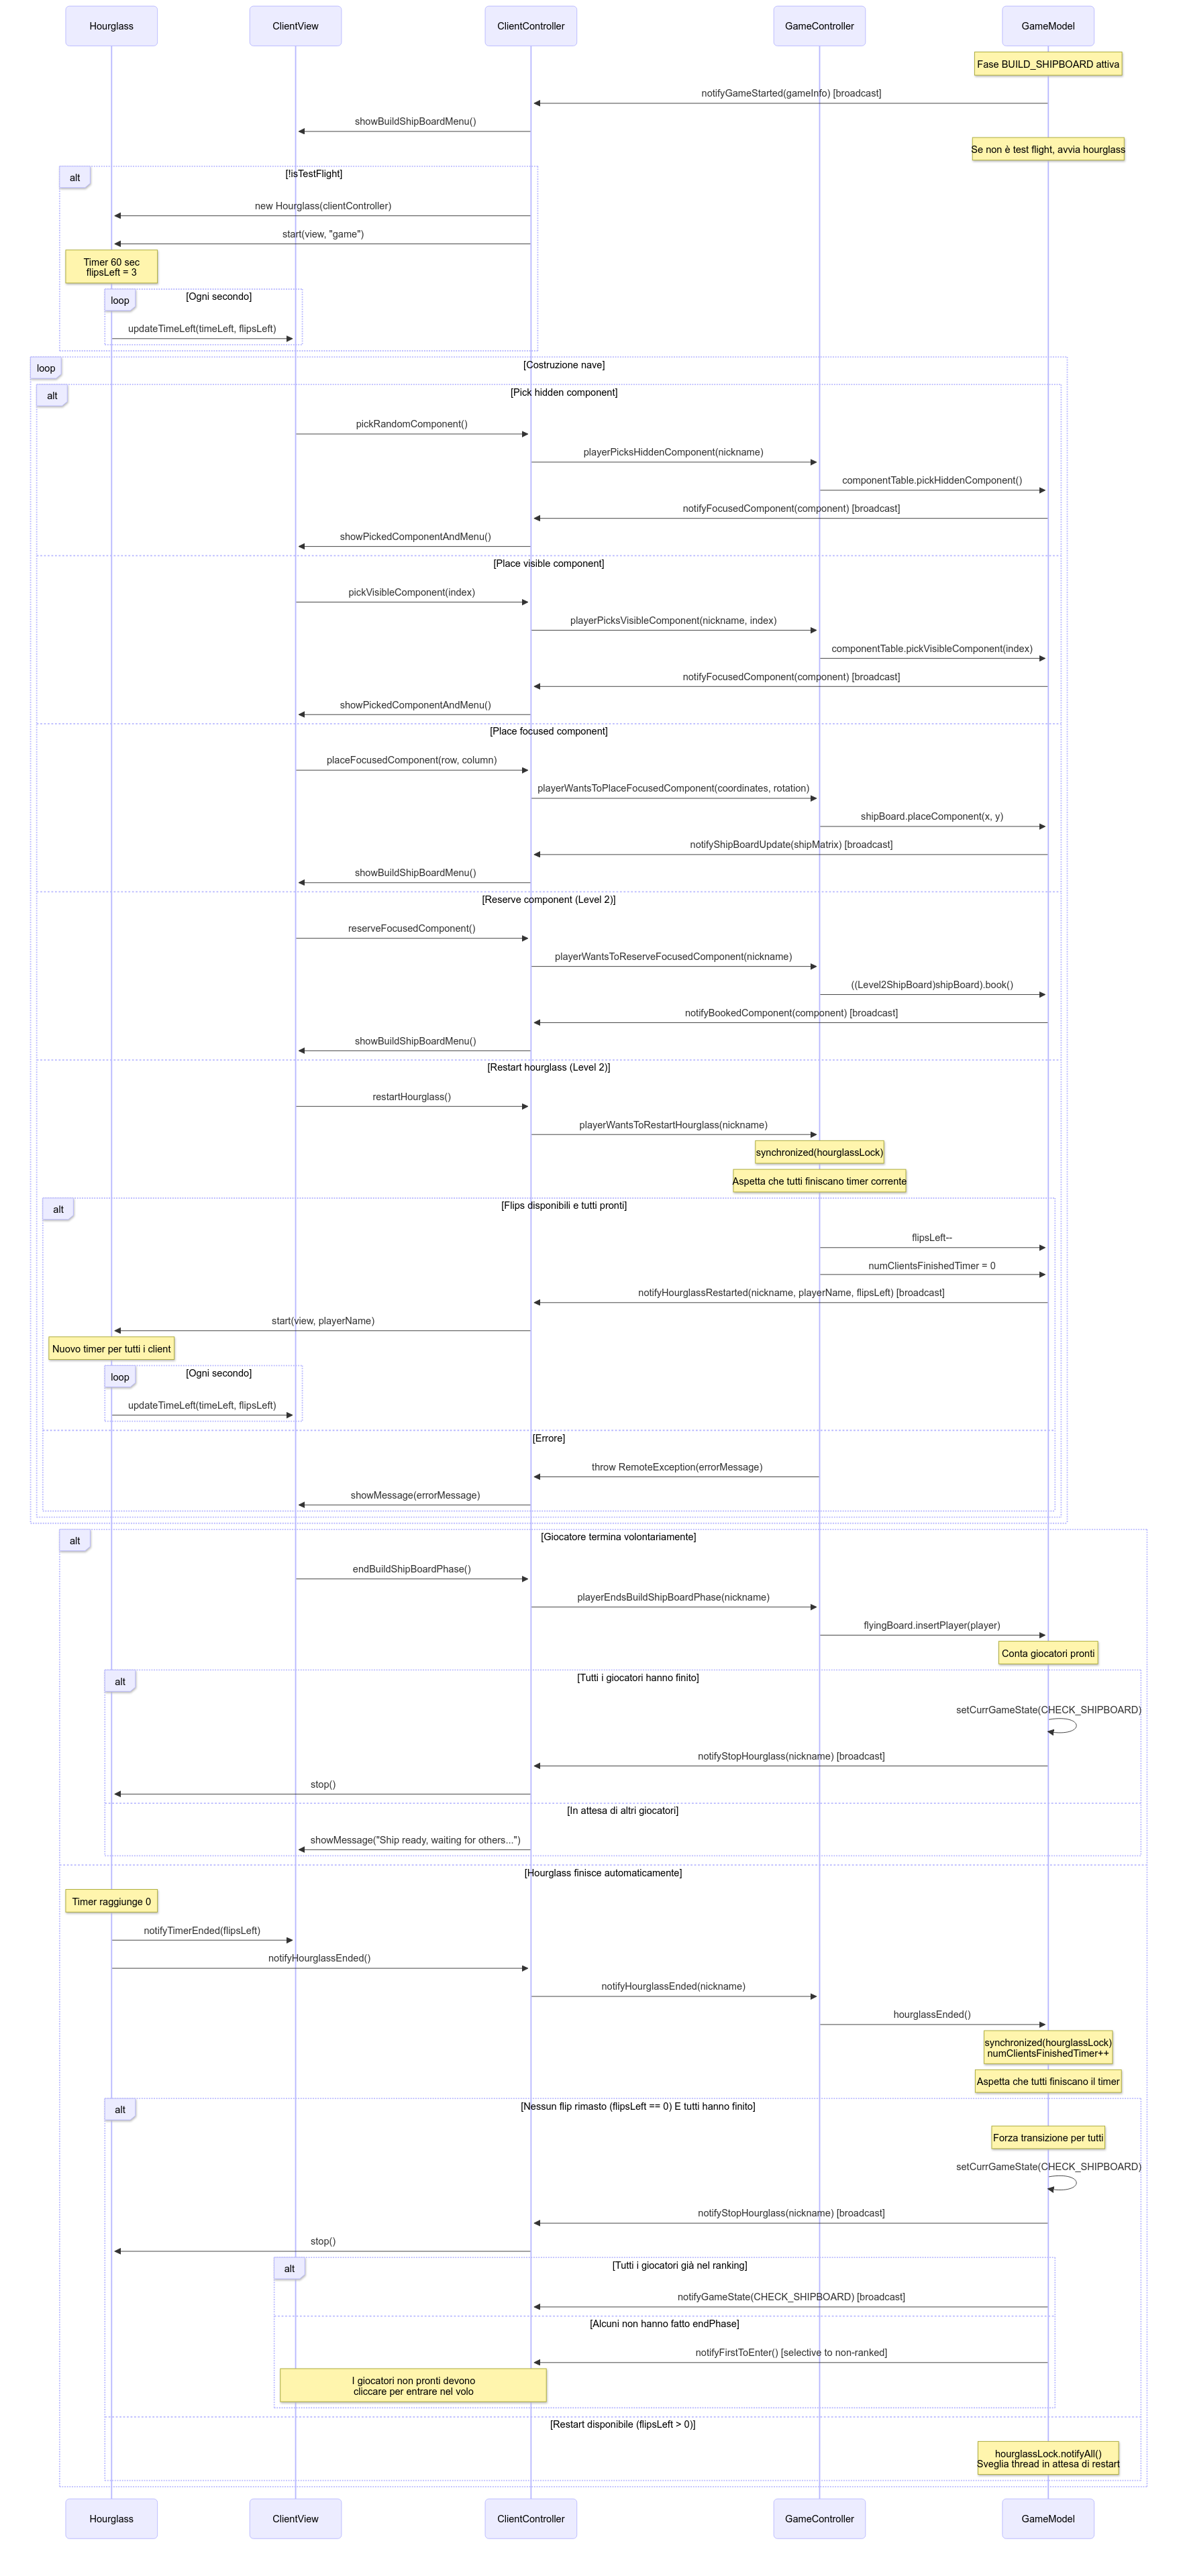 Hourglass
ClientView
ClientController
GameController
GameModel
Fase BUILD_SHIPBOARD attiva
notifyGameStarted(gameInfo) [broadcast]
showBuildShipBoardMenu()
Se non è test flight, avvia hourglass
alt
[!isTestFlight]
new Hourglass(clientController)
start(view, "game")
Timer 60 sec
flipsLeft = 3
loop
[Ogni secondo]
updateTimeLeft(timeLeft, flipsLeft)
loop
[Costruzione nave]
alt
[Pick hidden component]
pickRandomComponent()
playerPicksHiddenComponent(nickname)
componentTable.pickHiddenComponent()
notifyFocusedComponent(component) [broadcast]
showPickedComponentAndMenu()
[Place visible component]
pickVisibleComponent(index)
playerPicksVisibleComponent(nickname, index)
componentTable.pickVisibleComponent(index)
notifyFocusedComponent(component) [broadcast]
showPickedComponentAndMenu()
[Place focused component]
placeFocusedComponent(row, column)
playerWantsToPlaceFocusedComponent(coordinates, rotation)
shipBoard.placeComponent(x, y)
notifyShipBoardUpdate(shipMatrix) [broadcast]
showBuildShipBoardMenu()
[Reserve component (Level 2)]
reserveFocusedComponent()
playerWantsToReserveFocusedComponent(nickname)
((Level2ShipBoard)shipBoard).book()
notifyBookedComponent(component) [broadcast]
showBuildShipBoardMenu()
[Restart hourglass (Level 2)]
restartHourglass()
playerWantsToRestartHourglass(nickname)
synchronized(hourglassLock)
Aspetta che tutti finiscano timer corrente
alt
[Flips disponibili e tutti pronti]
flipsLeft--
numClientsFinishedTimer = 0
notifyHourglassRestarted(nickname, playerName, flipsLeft) [broadcast]
start(view, playerName)
Nuovo timer per tutti i client
loop
[Ogni secondo]
updateTimeLeft(timeLeft, flipsLeft)
[Errore]
throw RemoteException(errorMessage)
showMessage(errorMessage)
alt
[Giocatore termina volontariamente]
endBuildShipBoardPhase()
playerEndsBuildShipBoardPhase(nickname)
flyingBoard.insertPlayer(player)
Conta giocatori pronti
alt
[Tutti i giocatori hanno finito]
setCurrGameState(CHECK_SHIPBOARD)
notifyStopHourglass(nickname) [broadcast]
stop()
[In attesa di altri giocatori]
showMessage("Ship ready, waiting for others...")
[Hourglass finisce automaticamente]
Timer raggiunge 0
notifyTimerEnded(flipsLeft)
notifyHourglassEnded()
notifyHourglassEnded(nickname)
hourglassEnded()
synchronized(hourglassLock)
numClientsFinishedTimer++
Aspetta che tutti finiscano il timer
alt
[Nessun flip rimasto (flipsLeft == 0) E tutti hanno finito]
Forza transizione per tutti
setCurrGameState(CHECK_SHIPBOARD)
notifyStopHourglass(nickname) [broadcast]
stop()
alt
[Tutti i giocatori già nel ranking]
notifyGameState(CHECK_SHIPBOARD) [broadcast]
[Alcuni non hanno fatto endPhase]
notifyFirstToEnter() [selective to non-ranked]
I giocatori non pronti devono
cliccare per entrare nel volo
[Restart disponibile (flipsLeft > 0)]
hourglassLock.notifyAll()
Sveglia thread in attesa di restart
Hourglass
ClientView
ClientController
GameController
GameModel